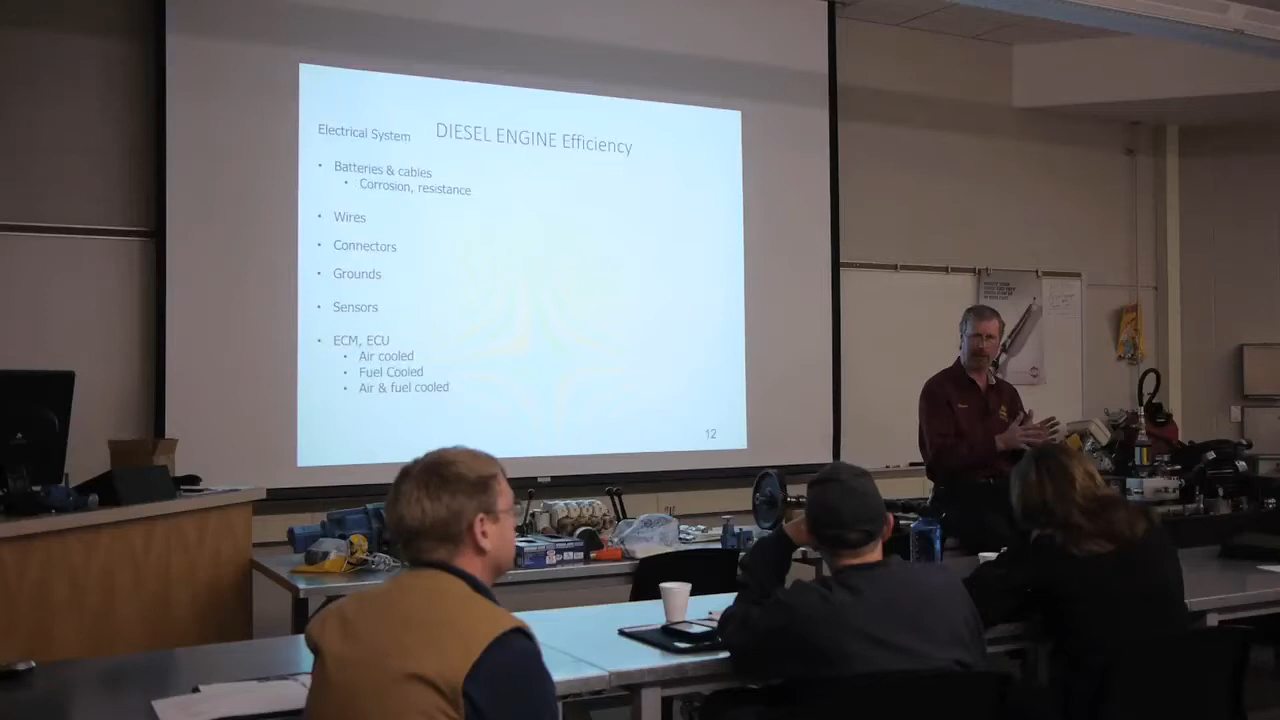 Electrical System
DIESEL ENGINE Efficiency
• Batteries & cables
• Corrosion, resistance
• Wires
• Connectors
• Grounds
• Sensors
• ECM, ECU
• Air cooled
• Fuel Cooled
• Air & fuel cooled
12